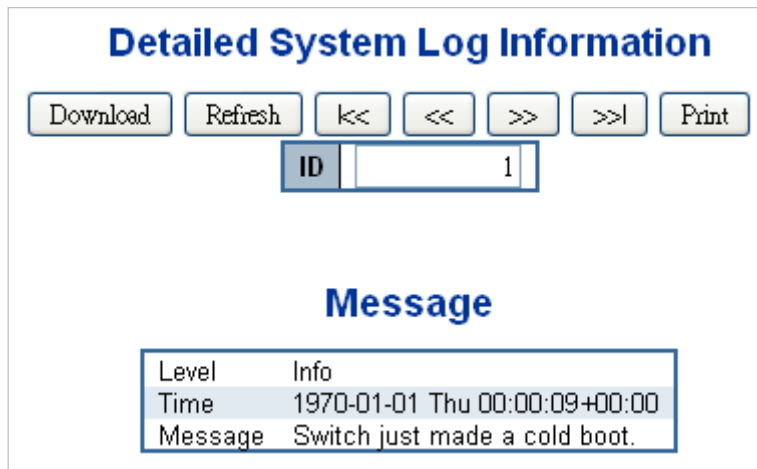 Detailed System Log Information
Download Refresh |<< << >> >>| Print
ID 1
Message
Level Info
Time 1970-01-01 Thu 00:00:09+00:00
Message Switch just made a cold boot.